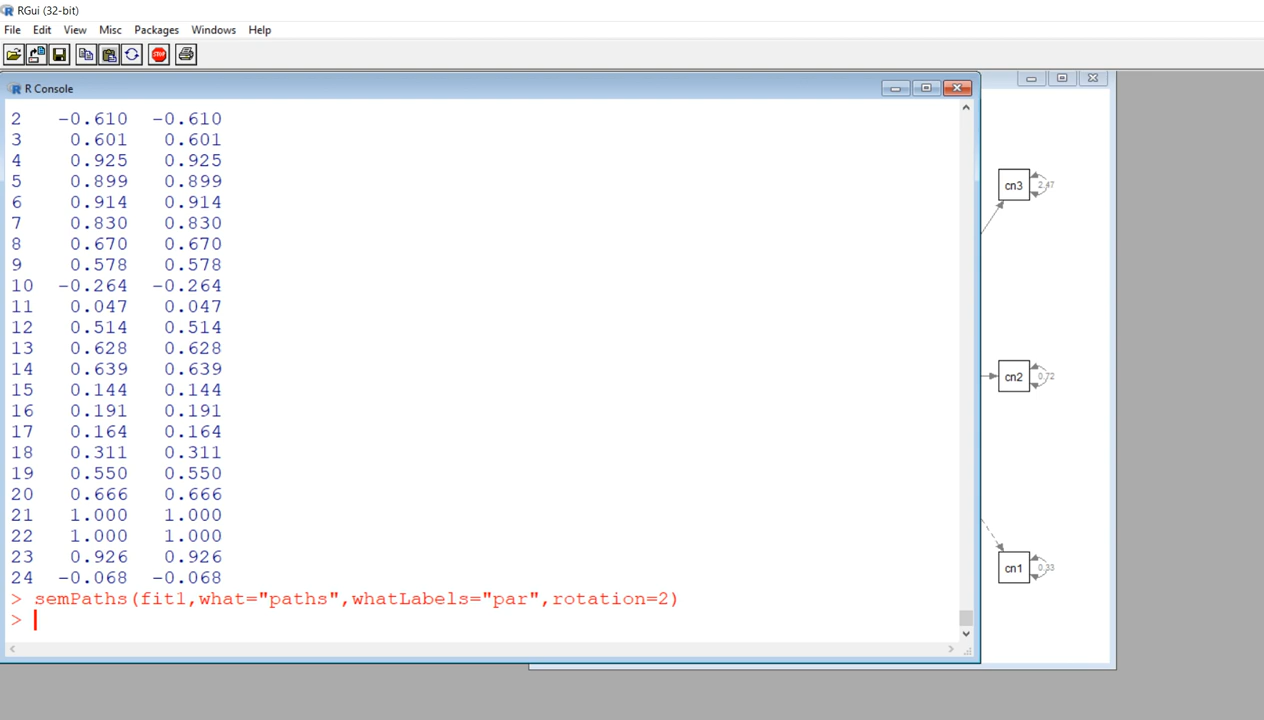 RGui (32-bit)
File Edit View Misc Packages Windows Help
STOP
R Console
2 -0.610 -0.610
3 0.601 0.601
4 0.925 0.925
5 0.899 0.899
6 0.914 0.914
7 0.830 0.830
8 0.670 0.670
9 0.578 0.578
10 -0.264 -0.264
11 0.047 0.047
12 0.514 0.514
13 0.628 0.628
14 0.639 0.639
15 0.144 0.144
16 0.191 0.191
17 0.164 0.164
18 0.311 0.311
19 0.550 0.550
20 0.666 0.666
21 1.000 1.000
22 1.000 1.000
23 0.926 0.926
24 -0.068 -0.068
> semPaths(fit1,what="paths",whatLabels="par",rotation=2)
>
cn3 2.47
cn2 0.72
cn1 0.33